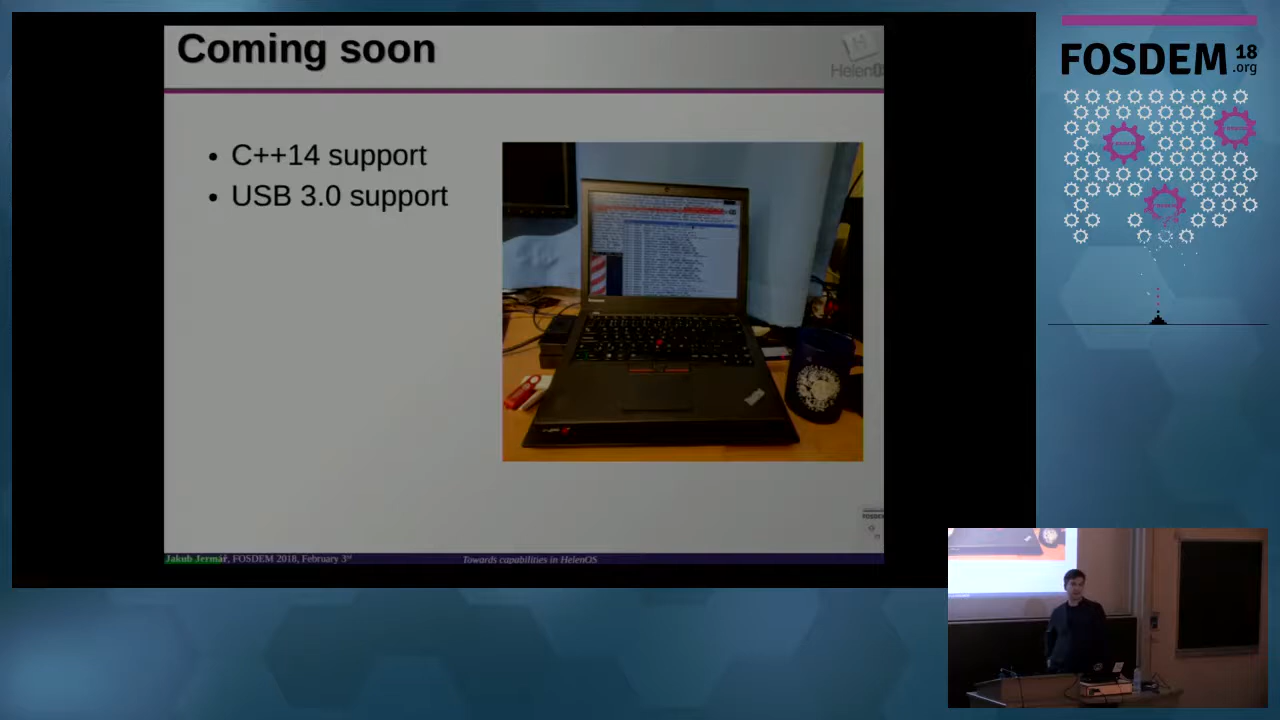 Coming soon
HelenOS
C++14 support
USB 3.0 support
Jakub Jermář, FOSDEM 2018, February 3rd
Towards capabilities in HelenOS
FOSDEM 18
.org